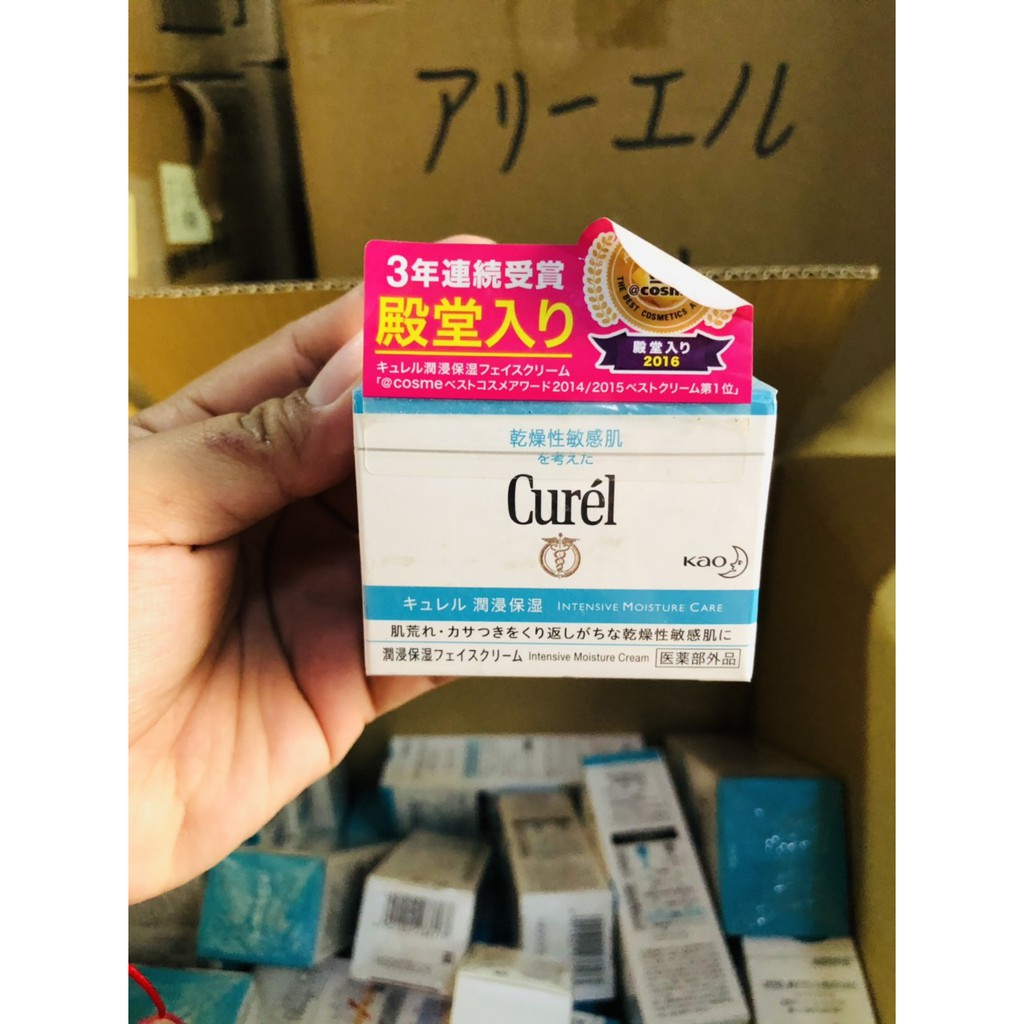 アリーエル
3年連続受賞
殿堂入り
キュレル潤浸保湿フェイスクリーム
「@cosmeベストコスメアワード2014/2015ベストクリーム第1位」
THE BEST COSMETICS
殿堂入り
2016
乾燥性敏感肌
を考えた
Curél
Kao
キュレル 潤浸保湿 INTENSIVE MOISTURE CARE
肌荒れ・カサつきをくり返しがちな乾燥性敏感肌に
潤浸保湿フェイスクリーム Intensive Moisture Cream 医薬部外品